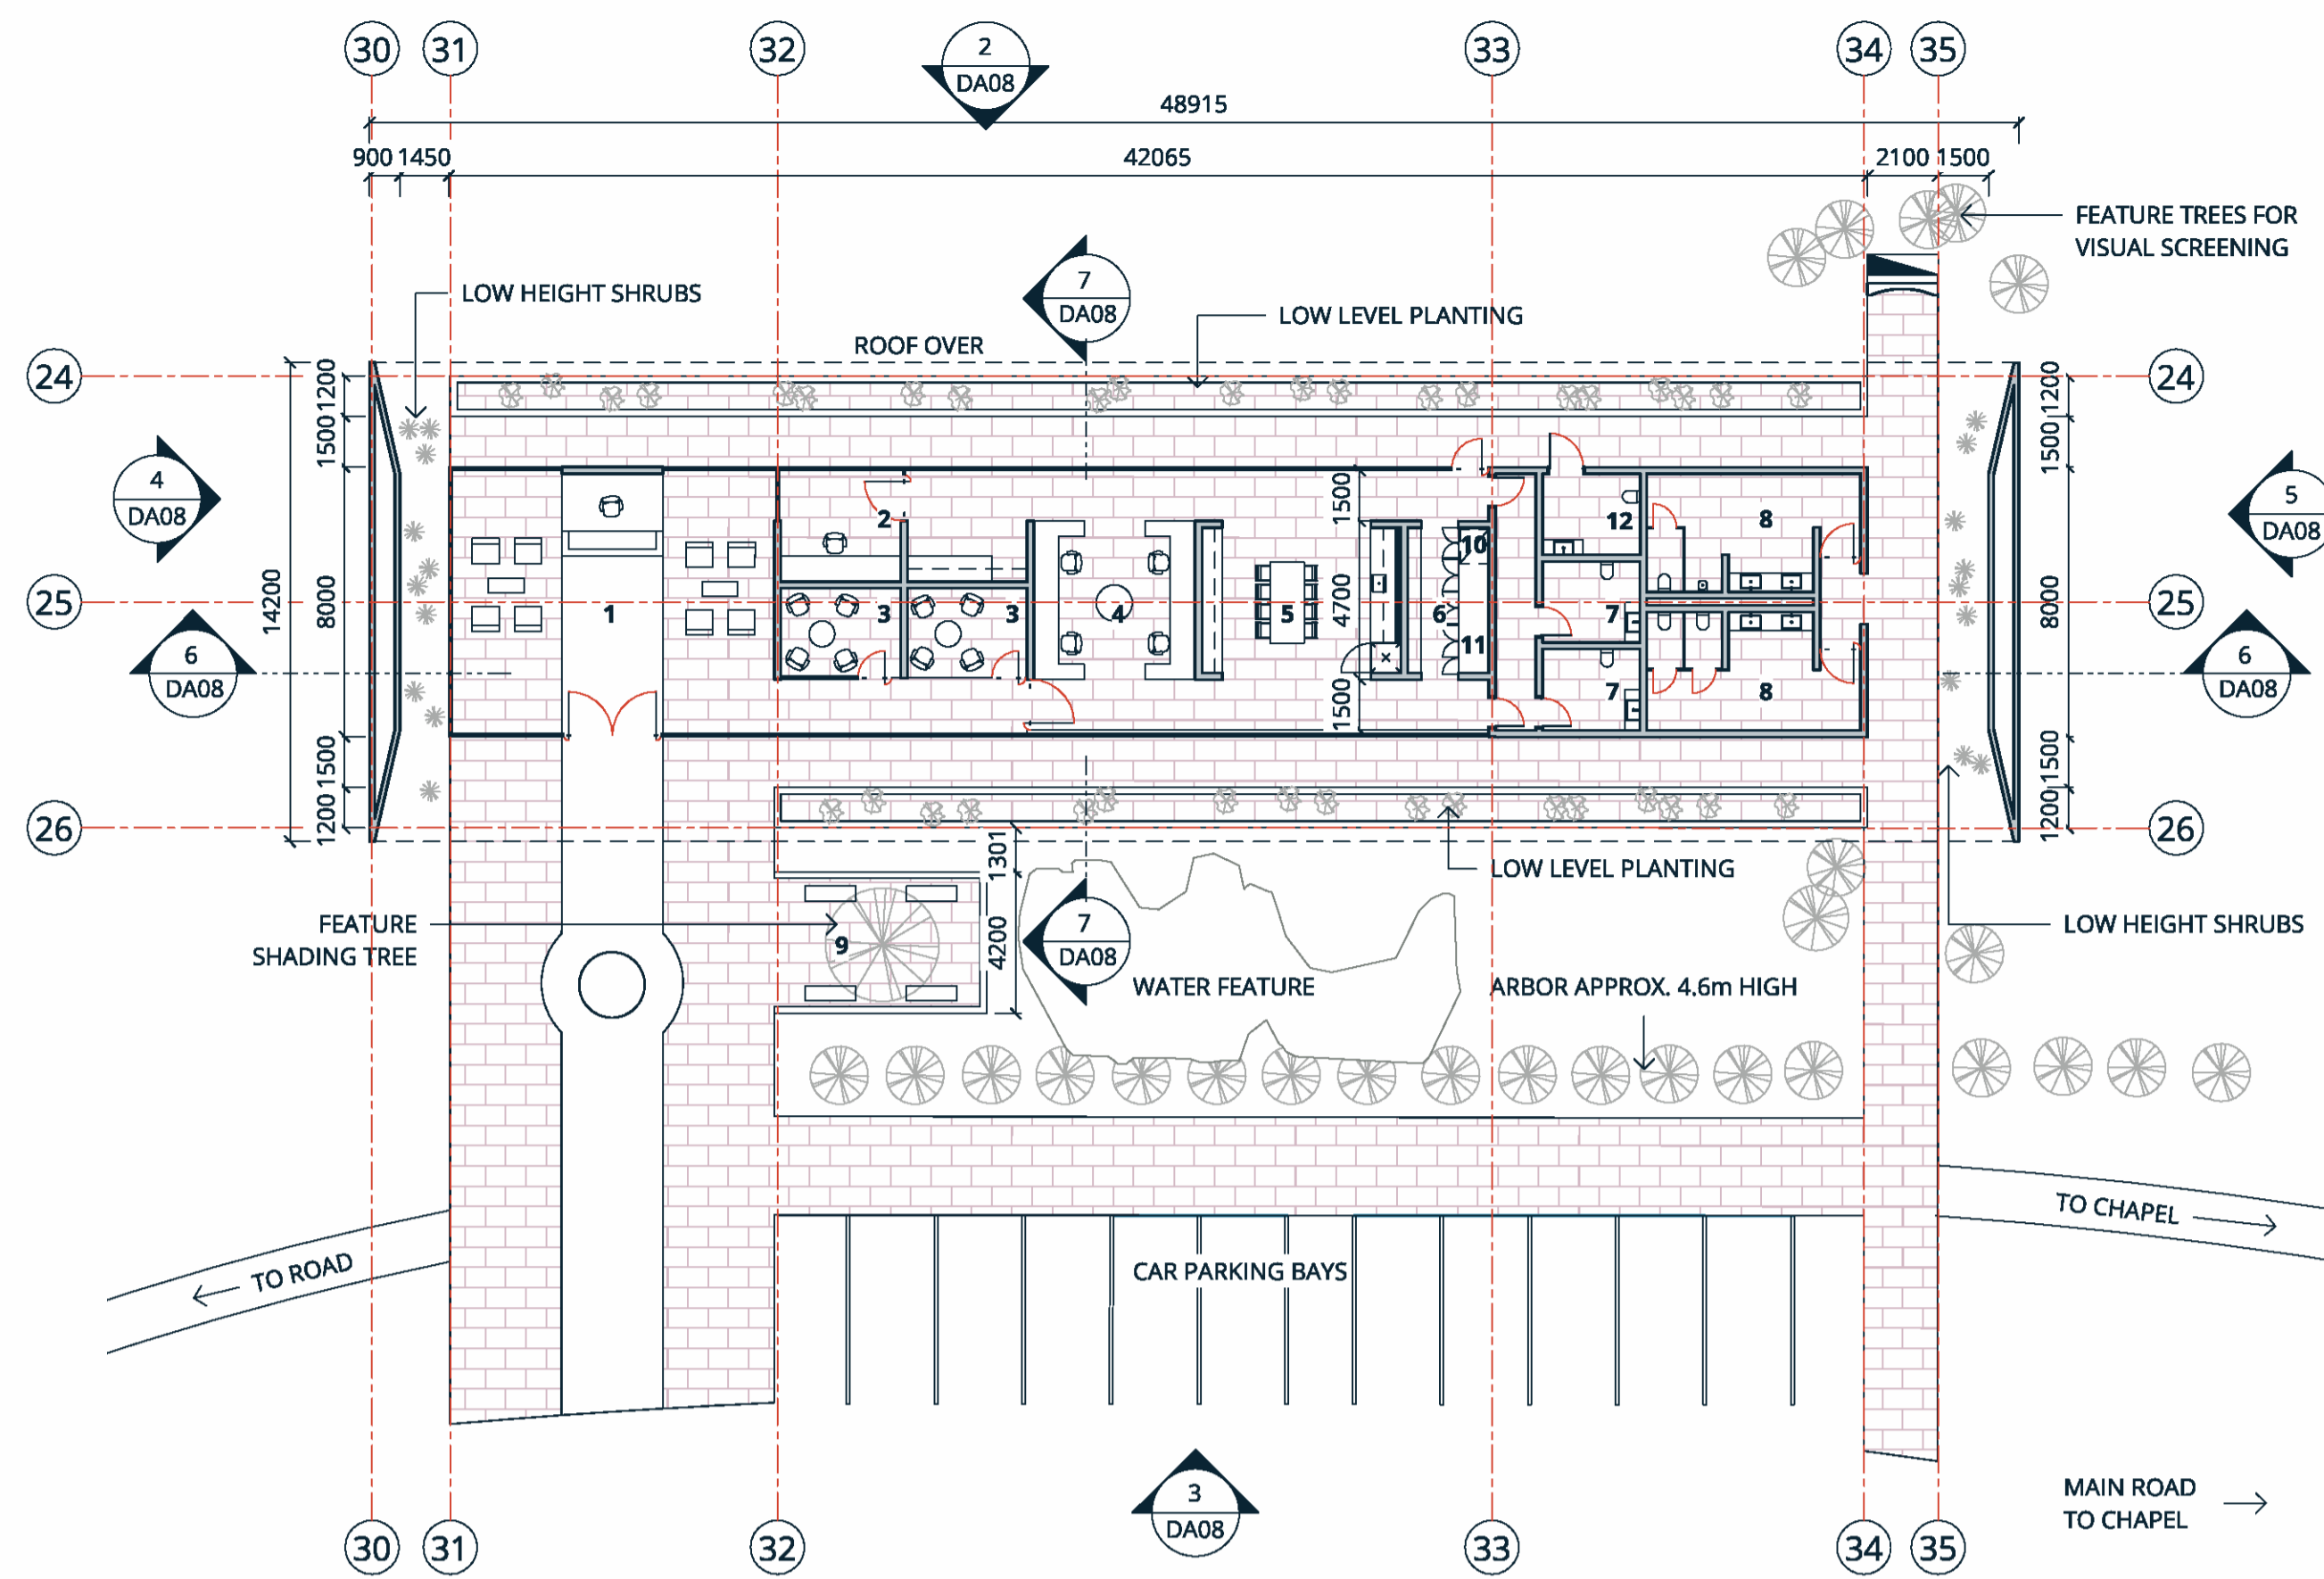 30 31 32 33 34 35
2
DA08
48915
900 1450 42065 2100 1500
FEATURE TREES FOR
VISUAL SCREENING
LOW HEIGHT SHRUBS
7
DA08
LOW LEVEL PLANTING
ROOF OVER
24
1200
1500
14200
8000
1500
1200
24
1200
1500
8000
1500
1200
4
DA08
5
DA08
25
25
6
DA08
6
DA08
26
26
1
2
3
3
4
5
6
7
7
8
8
10
11
12
1500
4700
1500
1301
4200
LOW LEVEL PLANTING
FEATURE
SHADING TREE
9
7
DA08
WATER FEATURE
ARBOR APPROX. 4.6m HIGH
LOW HEIGHT SHRUBS
TO CHAPEL
TO ROAD
CAR PARKING BAYS
3
DA08
MAIN ROAD
TO CHAPEL
30 31 32 33 34 35